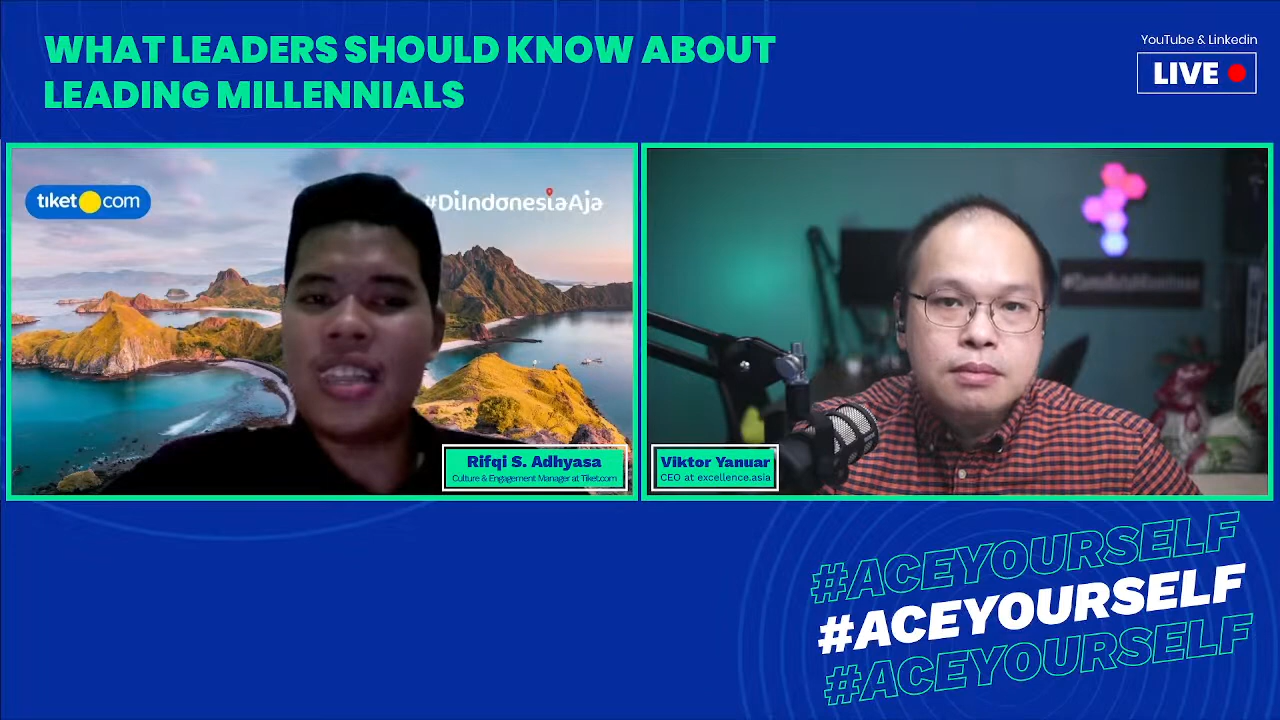 WHAT LEADERS SHOULD KNOW ABOUT
LEADING MILLENNIALS
YouTube & Linkedin
LIVE
tiket com
#DiIndonesiaAja
Rifqi S. Adhyasa
Culture & Engagement Manager at Tiket.com
Viktor Yanuar
CEO at excellence.asia
#ACEYOURSELF
#ACEYOURSELF
#ACEYOURSELF